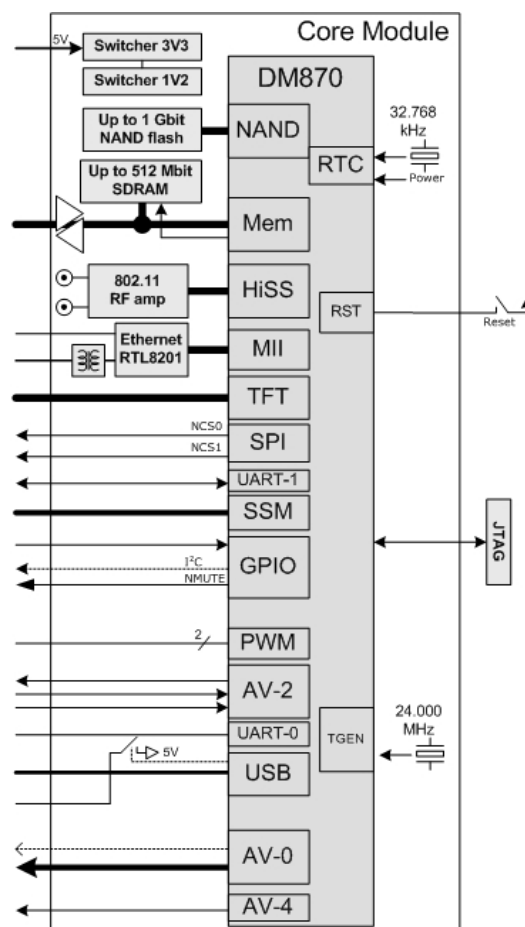 Core Module
5V
Switcher 3V3
Switcher 1V2
DM870
Up to 1 Gbit
NAND flash
NAND
32.768
kHz
RTC
Power
Up to 512 Mbit
SDRAM
Mem
802.11
RF amp
HiSS
RST
Reset
Ethernet
RTL8201
MII
TFT
NCS0
NCS1
SPI
UART-1
SSM
JTAG
I²C
NMUTE
GPIO
2
PWM
AV-2
24.000
MHz
TGEN
UART-0
5V
USB
AV-0
AV-4